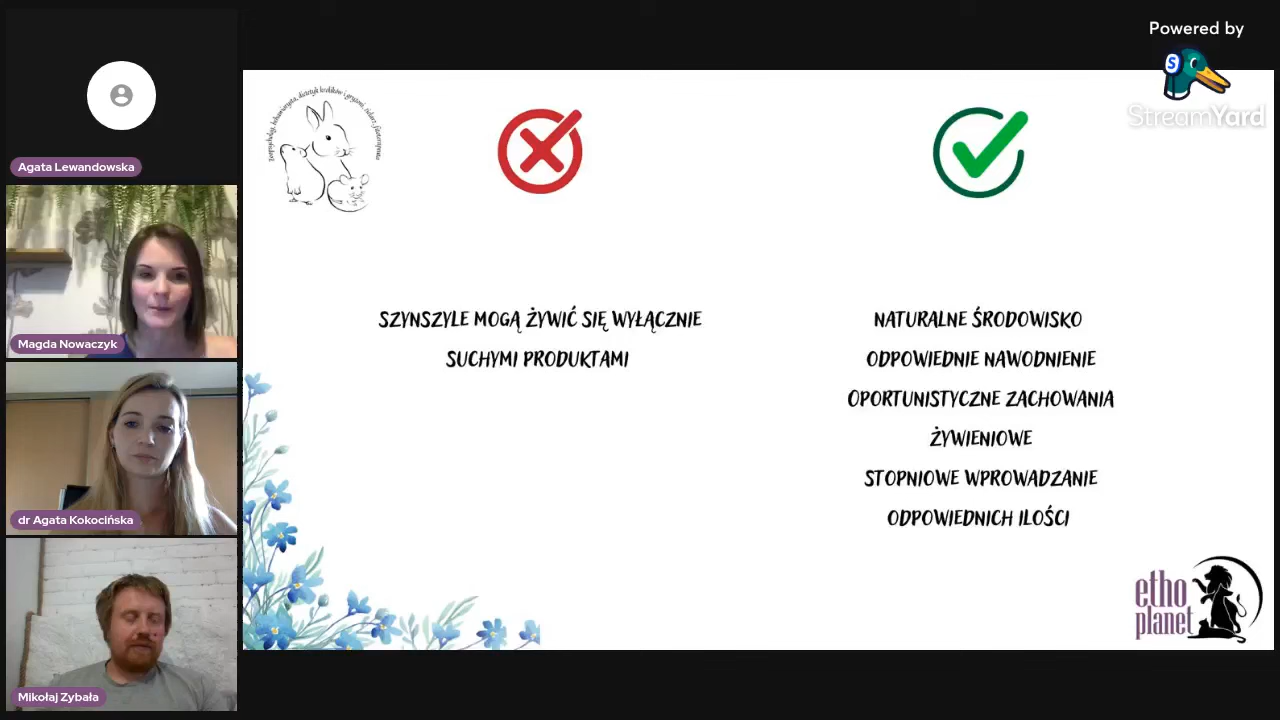 Powered by
StreamYard
Agata Lewandowska
Magda Nowaczyk
dr Agata Kokocińska
Mikołaj Zybała
SZYNSZYLE MOGĄ ŻYWIĆ SIĘ WYŁĄCZNIE
SUCHYMI PRODUKTAMI
NATURALNE ŚRODOWISKO
ODPOWIEDNIE NAWODNIENIE
OPORTUNISTYCZNE ZACHOWANIA
ŻYWIENIOWE
STOPNIOWE WPROWADZANIE
ODPOWIEDNICH ILOŚCI
etho
planet